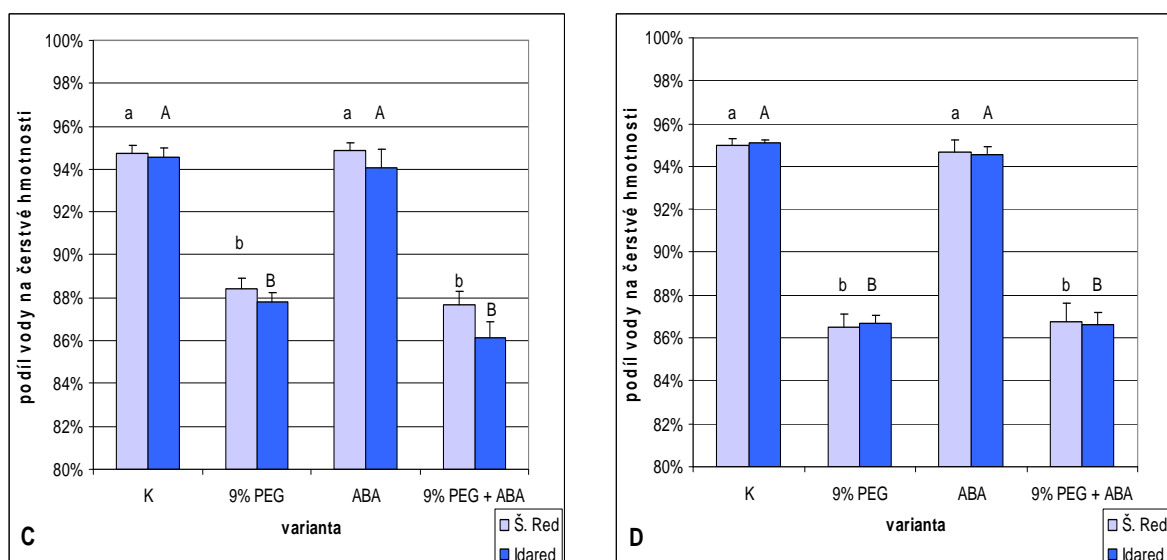 podíl vody na čerstvé hmotnosti
100%
98%
96%
94%
92%
90%
88%
86%
84%
82%
80%
a A
b B
a A
b B
K 9% PEG ABA 9% PEG + ABA
varianta
C
Š. Red
Idared
podíl vody na čerstvé hmotnosti
100%
98%
96%
94%
92%
90%
88%
86%
84%
82%
80%
a A
b B
a A
b B
K 9% PEG ABA 9% PEG + ABA
varianta
D
Š. Red
Idared